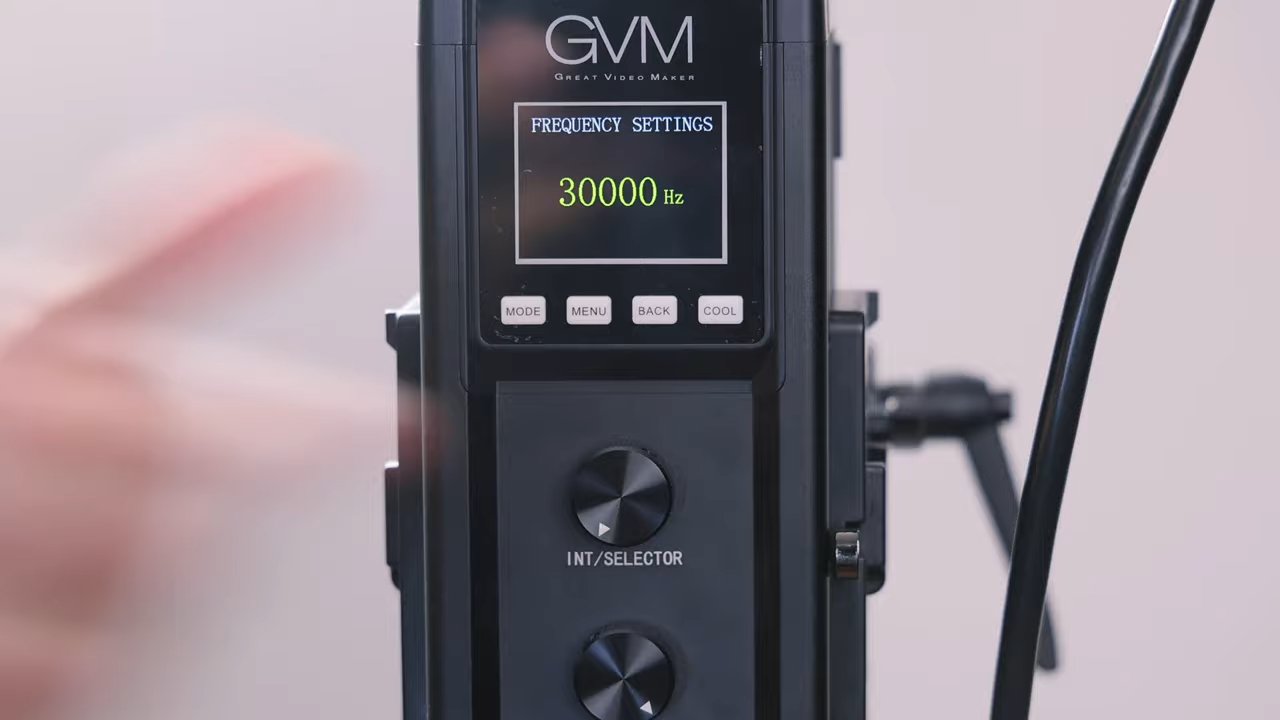 GVM
GREAT VIDEO MAKER
FREQUENCY SETTINGS
30000 Hz
MODE MENU BACK COOL
INT/SELECTOR